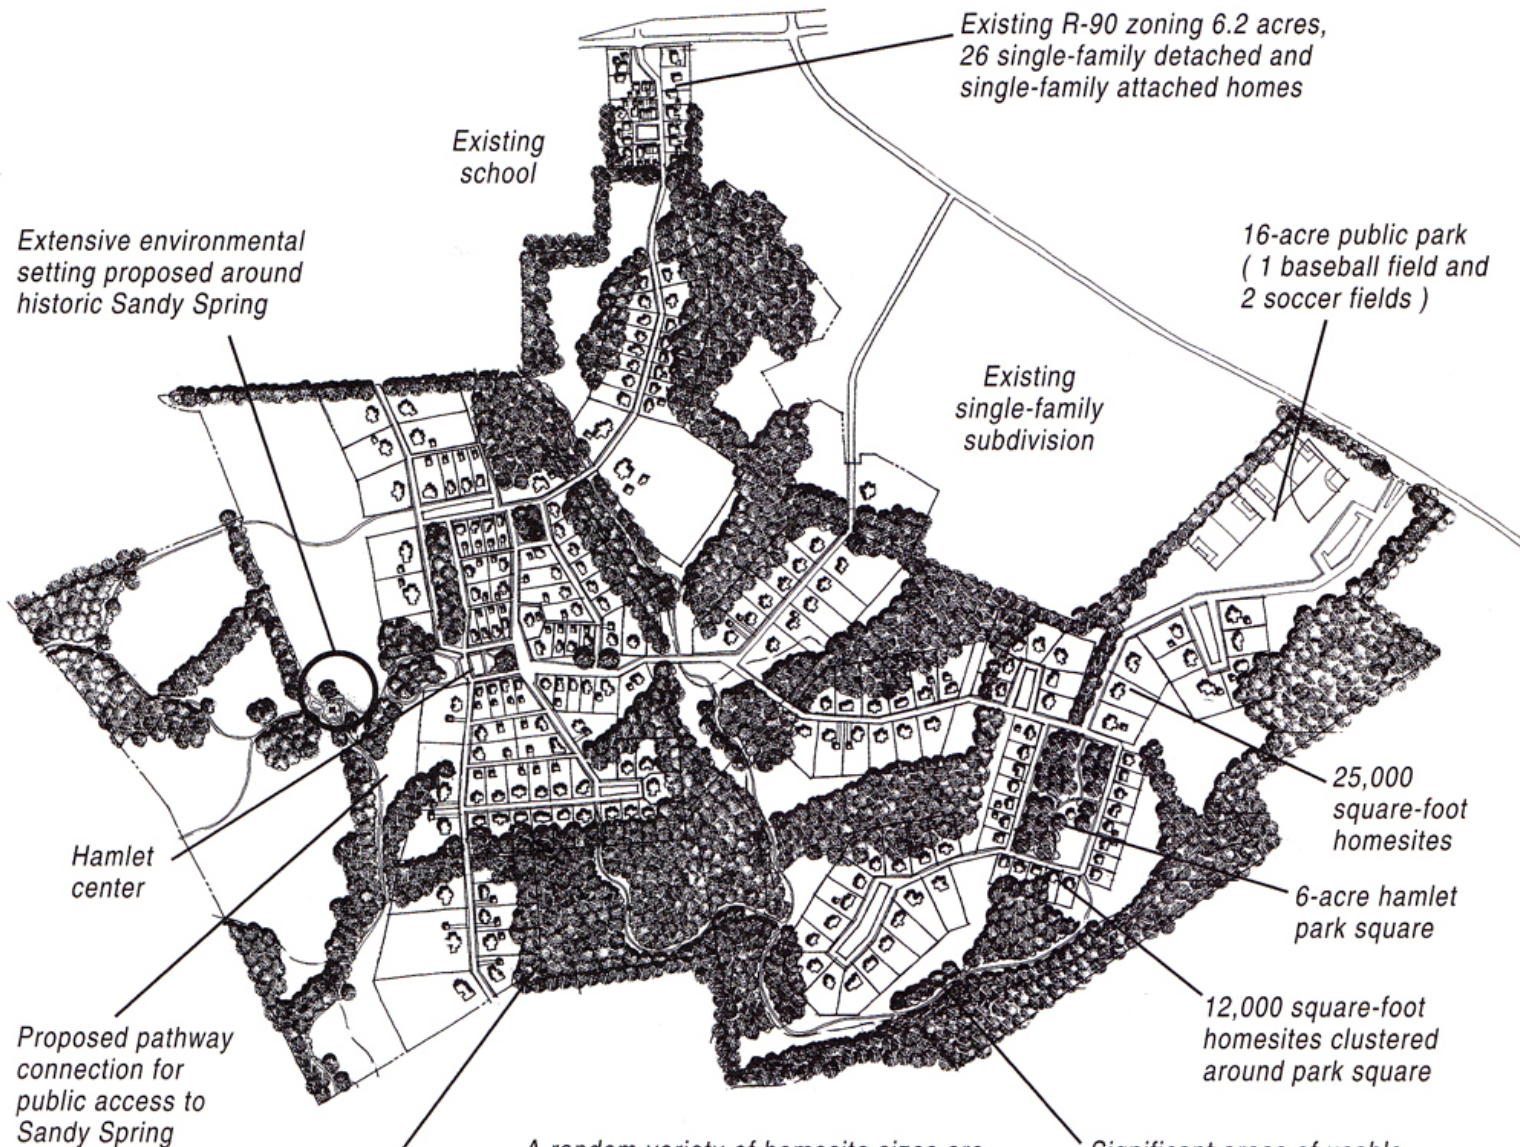 Existing R-90 zoning 6.2 acres,
26 single-family detached and
single-family attached homes
Existing
school
Extensive environmental
setting proposed around
historic Sandy Spring
16-acre public park
( 1 baseball field and
2 soccer fields )
Existing
single-family
subdivision
25,000
square-foot
homesites
Hamlet
center
6-acre hamlet
park square
12,000 square-foot
homesites clustered
around park square
Proposed pathway
connection for
public access to
Sandy Spring
A random variety of homesite sizes are
Significant areas of usable